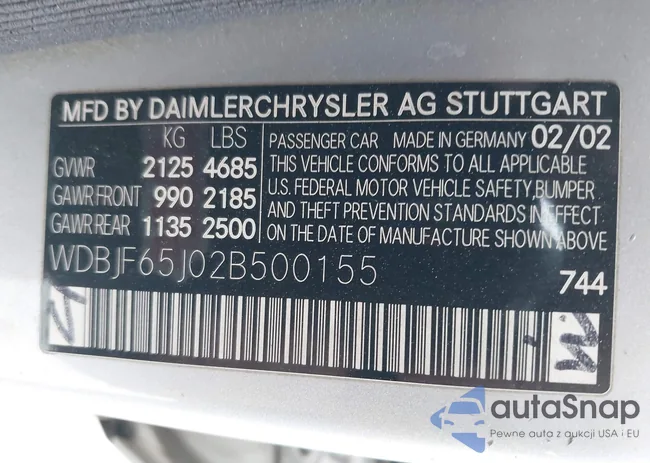 MFD BY DAIMLERCHRYSLER AG STUTTGART
KG LBS
GVWR 2125 4685
GAWR FRONT 990 2185
GAWR REAR 1135 2500
PASSENGER CAR MADE IN GERMANY 02/02
THIS VEHICLE CONFORMS TO ALL APPLICABLE
U.S. FEDERAL MOTOR VEHICLE SAFETY, BUMPER
AND THEFT PREVENTION STANDARDS IN EFFECT
ON THE DATE OF MANUFACTURE SHOWN ABOVE.
WDBJF65J02B500155
744
autaSnap
Pewne auta z aukcji USA i EU